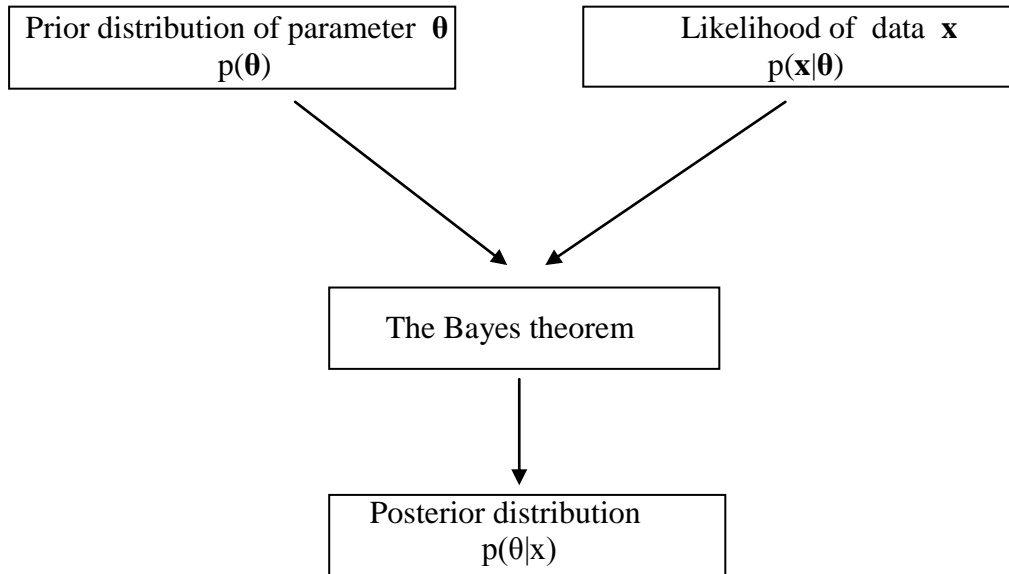 Prior distribution of parameter θ
p(θ)
Likelihood of data x
p(x|θ)
The Bayes theorem
Posterior distribution
p(θ|x)